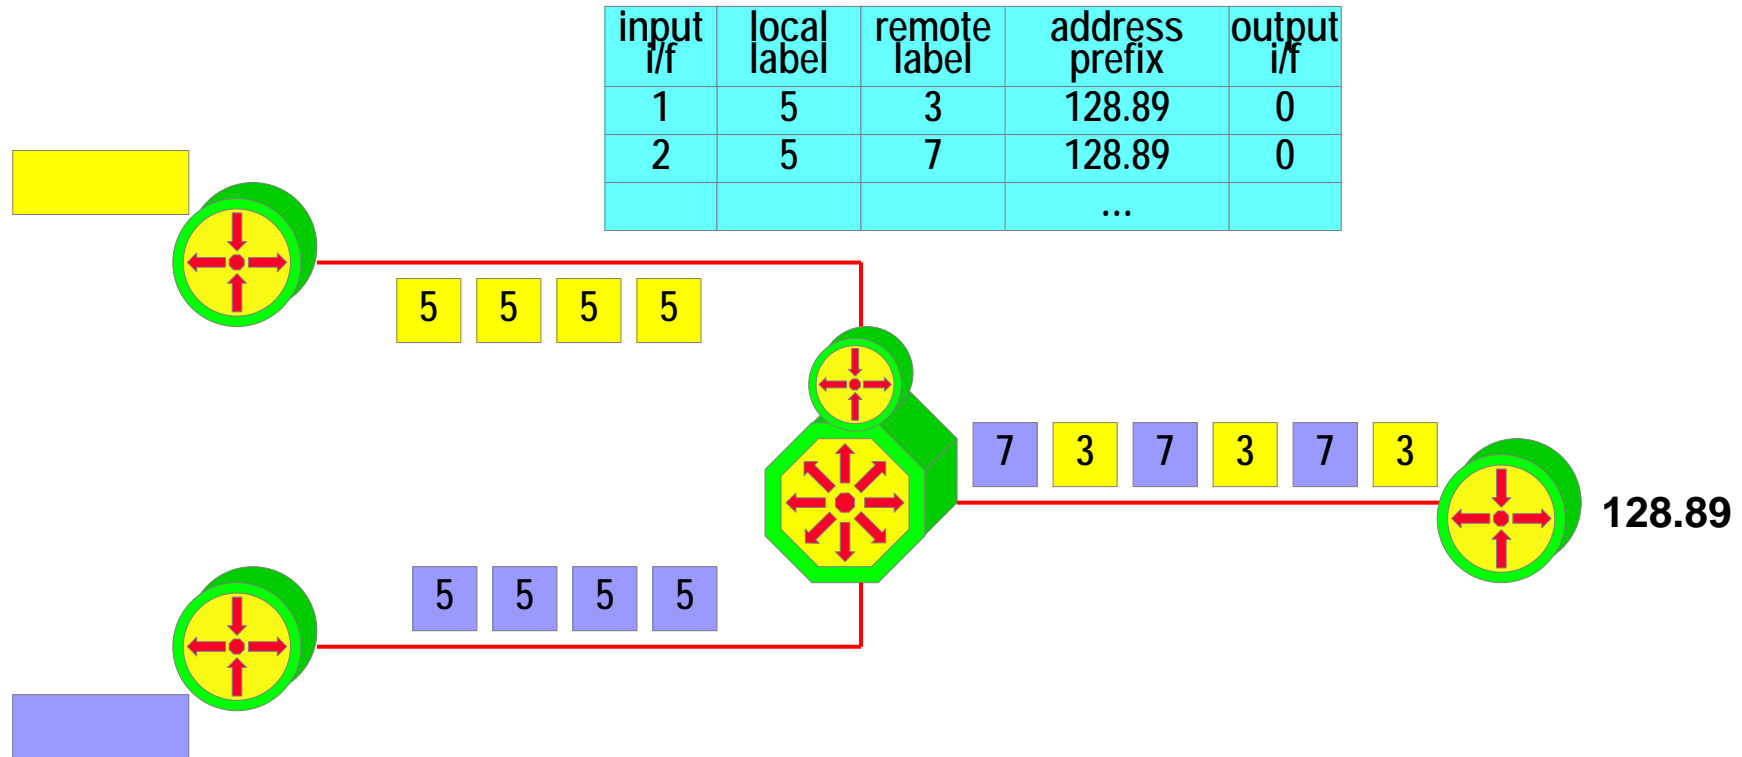 input i/f local label remote label address prefix output i/f
1 5 3 128.89 0
2 5 7 128.89 0
...
5 5 5 5
7 3 7 3 7 3
128.89
5 5 5 5